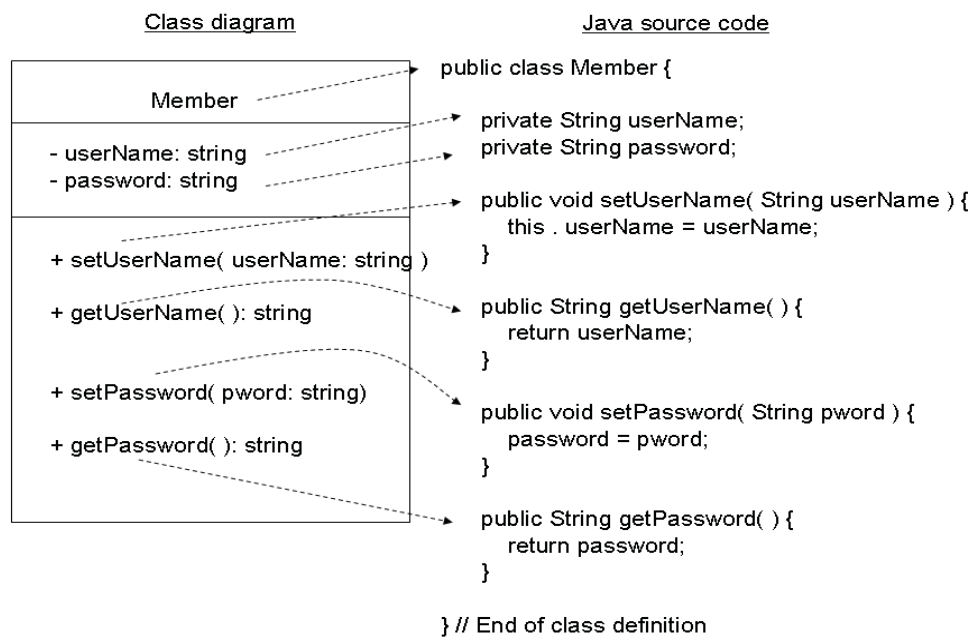 Class diagram
Member
- userName: string
- password: string
+ setUserName( userName: string )
+ getUserName( ): string
+ setPassword( pword: string)
+ getPassword( ): string
Java source code
public class Member {
private String userName;
private String password;
public void setUserName( String userName ) {
this . userName = userName;
}
public String getUserName( ) {
return userName;
}
public void setPassword( String pword ) {
password = pword;
}
public String getPassword( ) {
return password;
}
} // End of class definition